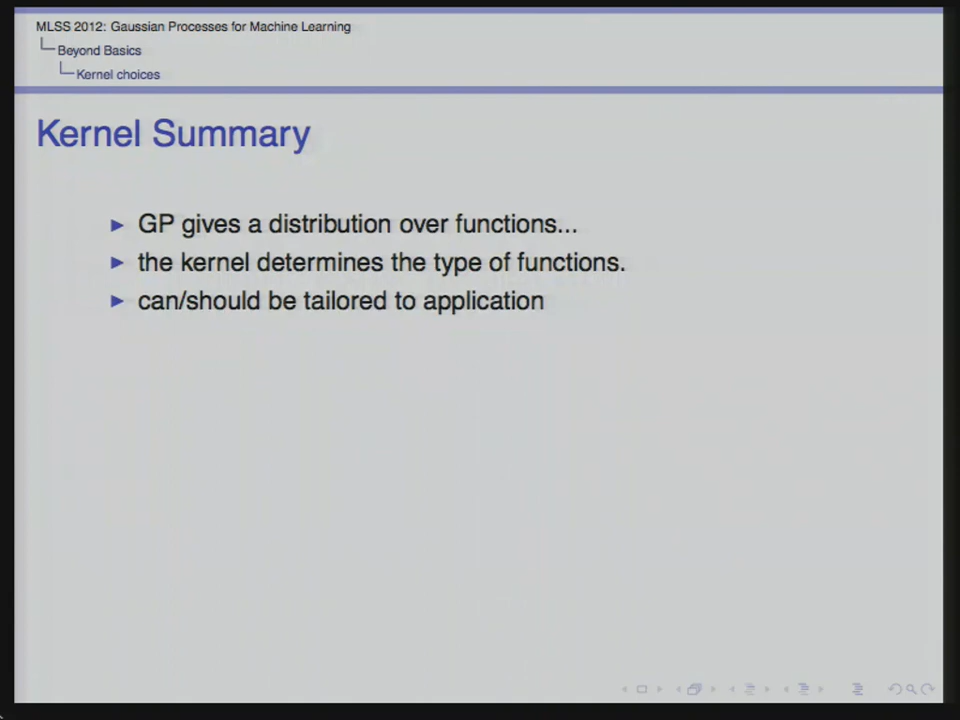 MLSS 2012: Gaussian Processes for Machine Learning
Beyond Basics
Kernel choices
Kernel Summary
GP gives a distribution over functions...
the kernel determines the type of functions.
can/should be tailored to application